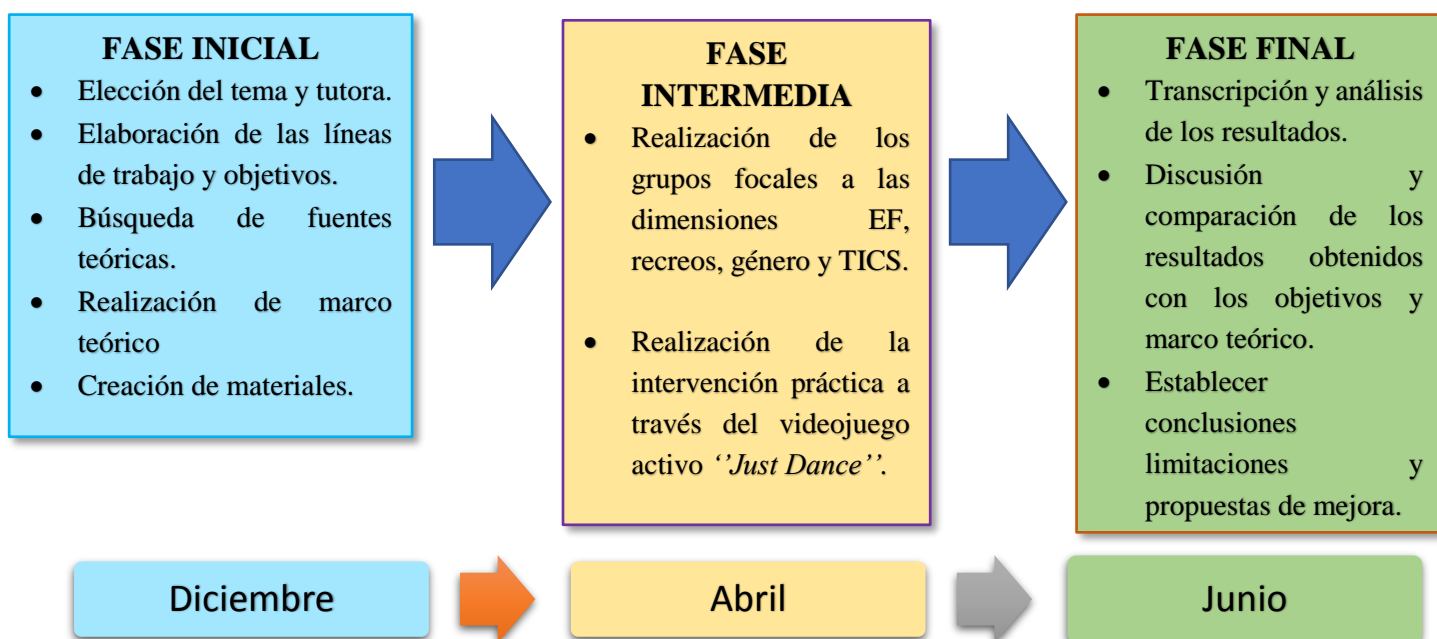 FASE INICIAL
• Elección del tema y tutora.
• Elaboración de las líneas
de trabajo y objetivos.
• Búsqueda de fuentes
teóricas.
• Realización de marco
teórico
• Creación de materiales.
FASE
INTERMEDIA
• Realización de los
grupos focales a las
dimensiones EF,
recreos, género y TICS.
• Realización de la
intervención práctica a
través del videojuego
activo ‘’Just Dance’’.
FASE FINAL
• Transcripción y análisis
de los resultados.
• Discusión y
comparación de los
resultados obtenidos
con los objetivos y
marco teórico.
• Establecer
conclusiones
limitaciones y
propuestas de mejora.
Diciembre
Abril
Junio